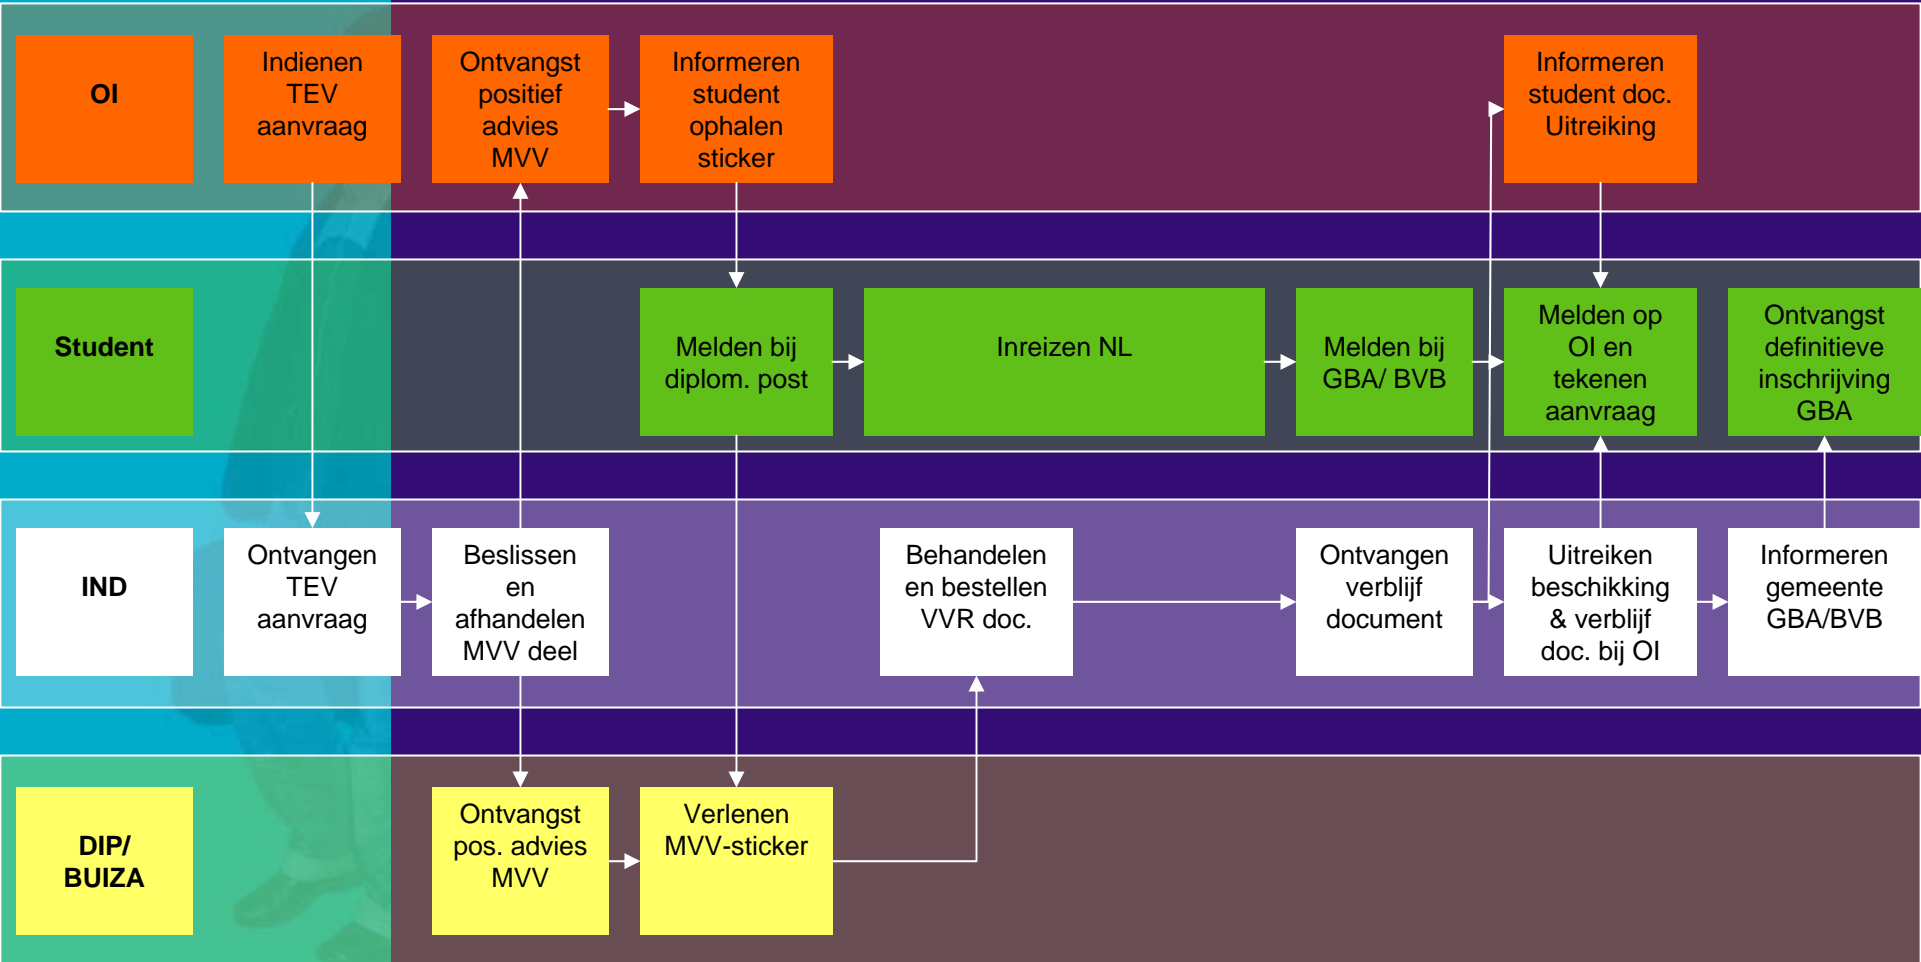 OI
Indienen
TEV
aanvraag
Ontvangst
positief
advies
MVV
Informeren
student
ophalen
sticker
Informeren
student doc.
Uitreiking
Student
Melden bij
diplom. post
Inreizen NL
Melden bij
GBA/ BVB
Melden op
OI en
tekenen
aanvraag
Ontvangst
definitieve
inschrijving
GBA
IND
Ontvangen
TEV
aanvraag
Beslissen
en
afhandelen
MVV deel
Behandelen
en bestellen
VVR doc.
Ontvangen
verblijf
document
Uitreiken
beschikking
& verblijf
doc. bij OI
Informeren
gemeente
GBA/BVB
DIP/
BUIZA
Ontvangst
pos. advies
MVV
Verlenen
MVV-sticker